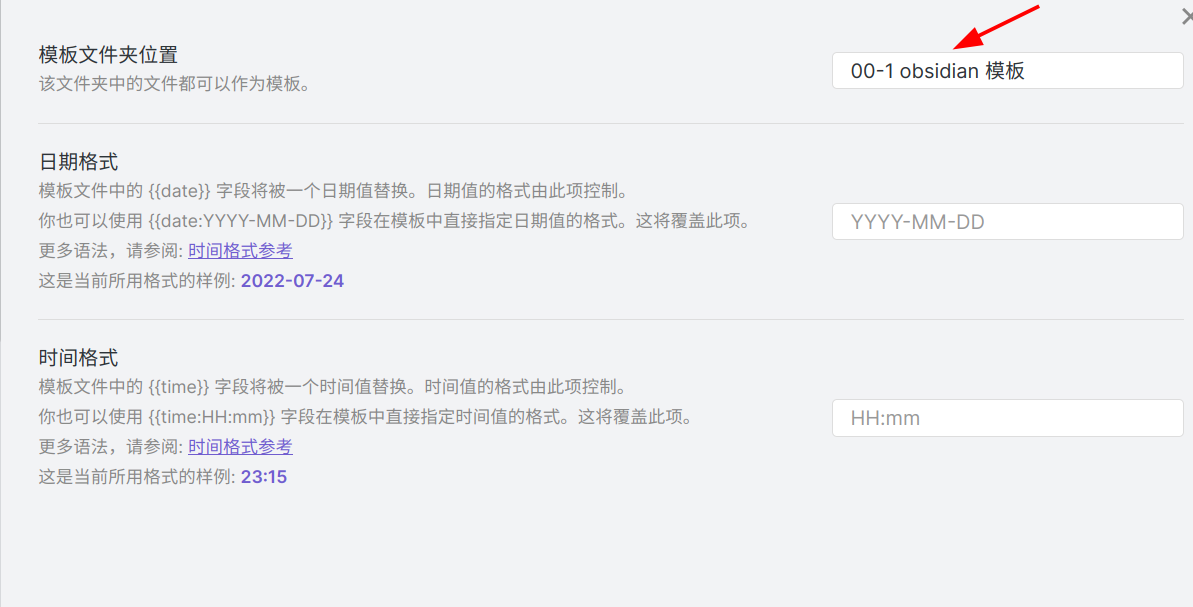 模板文件夹位置
该文件夹中的文件都可以作为模板。
00-1 obsidian 模板
日期格式
模板文件中的 {{date}} 字段将被一个日期值替换。日期值的格式由此项控制。
你也可以使用 {{date:YYYY-MM-DD}} 字段在模板中直接指定日期值的格式。这将覆盖此项。
更多语法，请参阅: 时间格式参考
这是当前所用格式的样例: 2022-07-24
YYYY-MM-DD
时间格式
模板文件中的 {{time}} 字段将被一个时间值替换。时间值的格式由此项控制。
你也可以使用 {{time:HH:mm}} 字段在模板中直接指定时间值的格式。这将覆盖此项。
更多语法，请参阅: 时间格式参考
这是当前所用格式的样例: 23:15
HH:mm